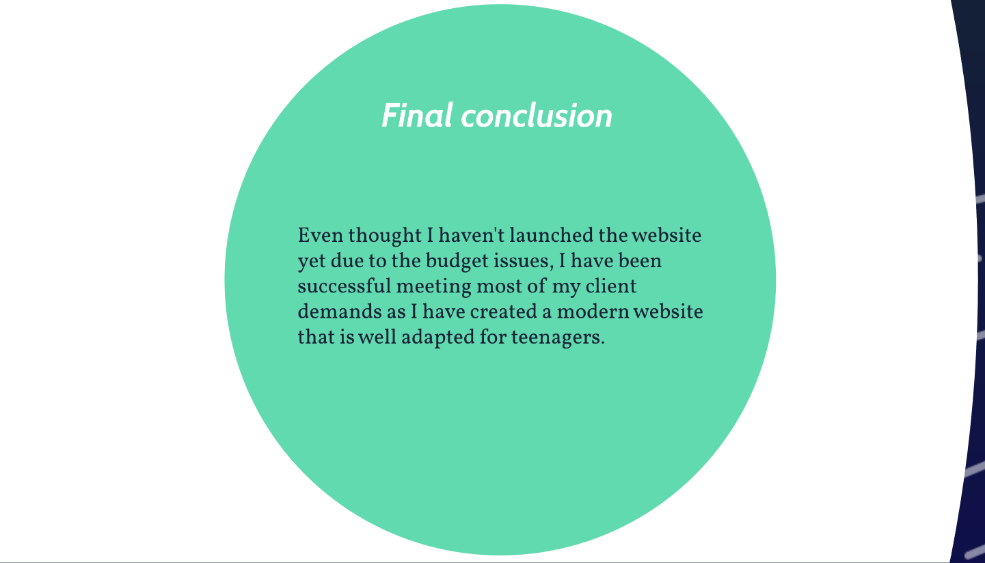 Final conclusion
Even thought I haven't launched the website
yet due to the budget issues, I have been
successful meeting most of my client
demands as I have created a modern website
that is well adapted for teenagers.